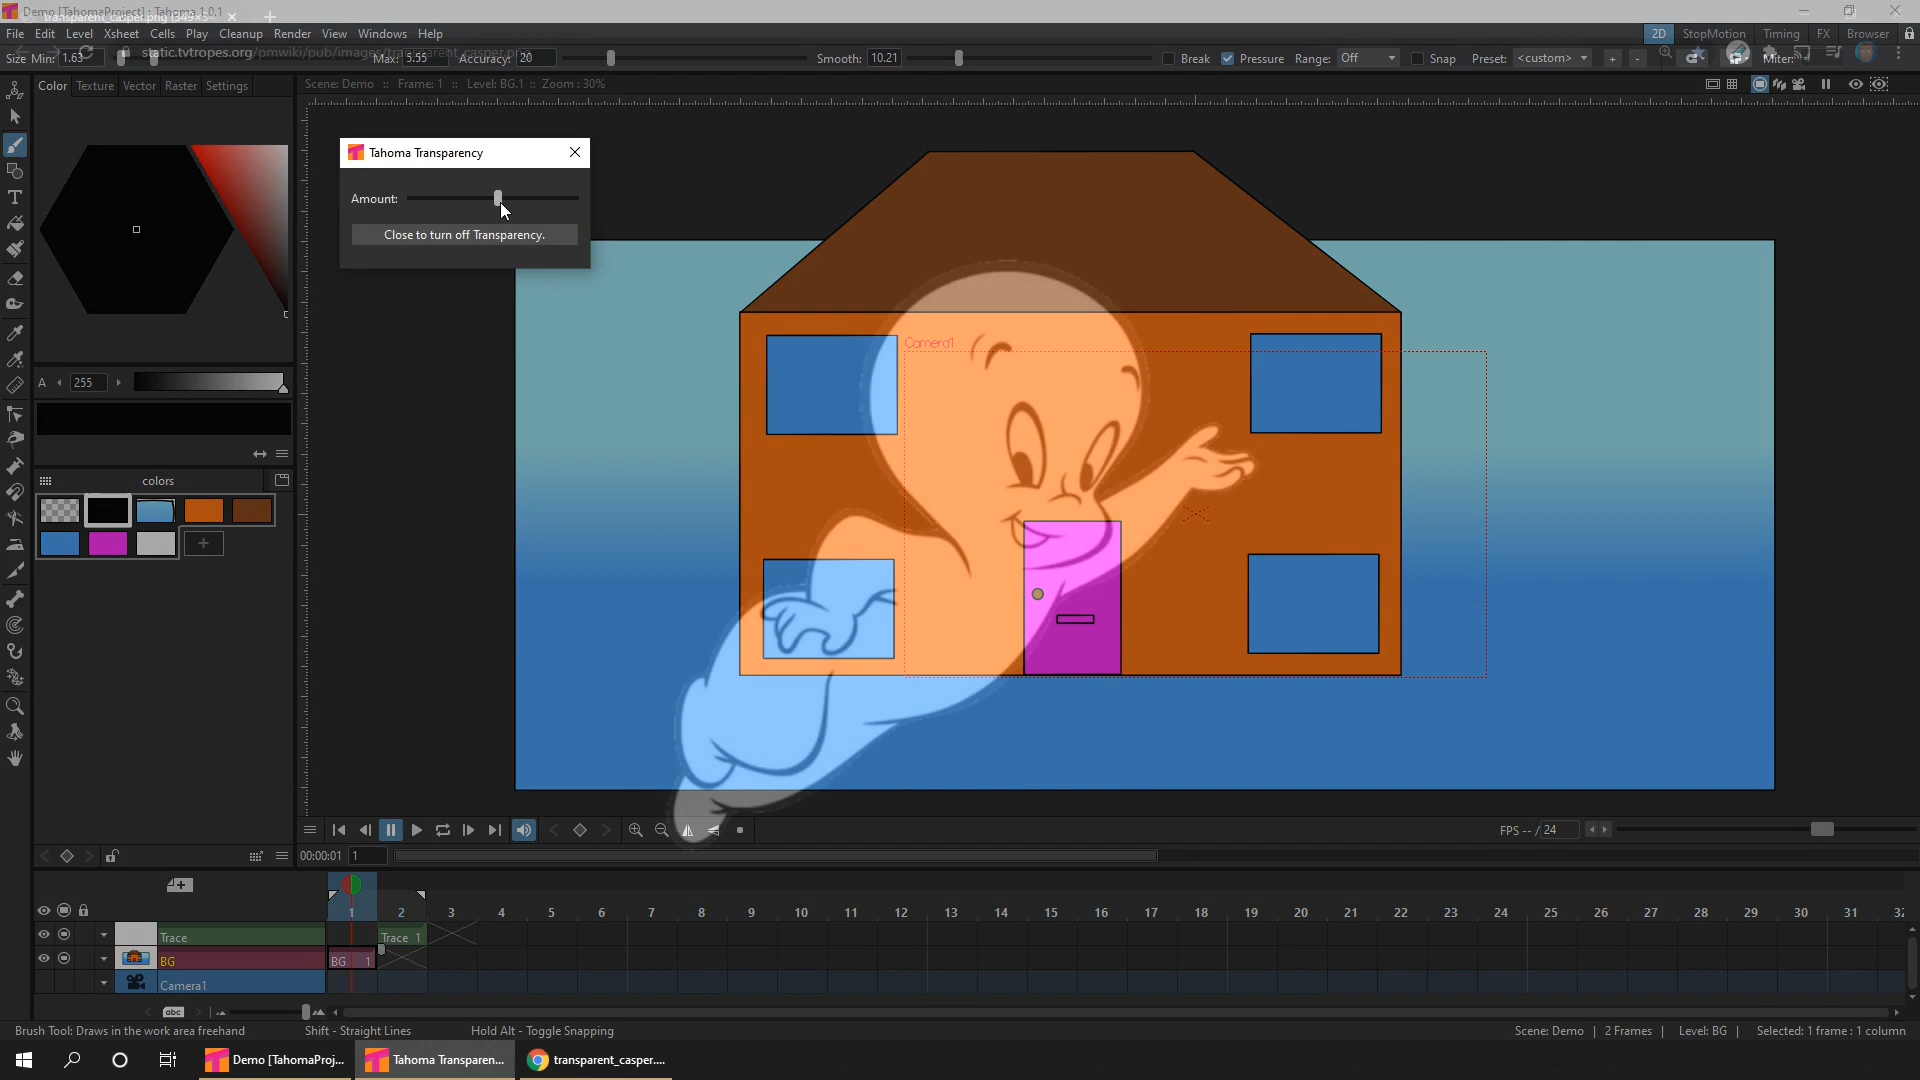 Demo [TahomaProject] : Tahoma 1.0.1
transparent_casper.png (349×3
File Edit Level Xsheet Cells Play Cleanup Render View Windows Help
2D StopMotion Timing FX Browser
static.tvtropes.org/pmwiki/pub/images/transparent_casper.png
Size Min: 1.63 Max: 5.55 Accuracy: 20 Smooth: 10.21 Break Pressure Range: Off Snap Preset: <custom> + - Miter:
Color Texture Vector Raster Settings
Scene: Demo :: Frame: 1 :: Level: BG.1 :: Zoom : 30%
Tahoma Transparency
Amount:
Close to turn off Transparency.
Camera1
A 255
colors
FPS -- / 24
00:00:01 1
1 2 3 4 5 6 7 8 9 10 11 12 13 14 15 16 17 18 19 20 21 22 23 24 25 26 27 28 29 30 31
Trace Trace 1
BG BG 1
Camera1
abc
Brush Tool: Draws in the work area freehand Shift - Straight Lines Hold Alt - Toggle Snapping
Scene: Demo | 2 Frames | Level: BG | Selected: 1 frame : 1 column
Demo [TahomaProj... Tahoma Transparen... transparent_casper....